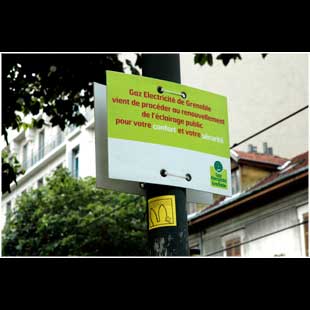 Gaz Electricité de Grenoble
vient de procéder au renouvellement
de l'éclairage public
pour votre confort et votre sécurité